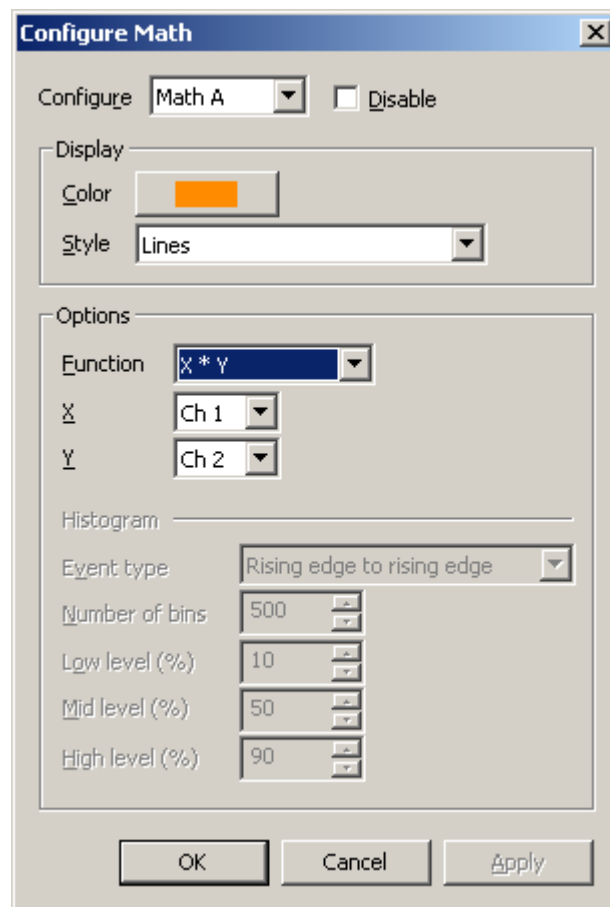 Configure Math
Configure Math A Disable
Display
Color
Style Lines
Options
Function X * Y
X Ch 1
Y Ch 2
Histogram
Event type Rising edge to rising edge
Number of bins 500
Low level (%) 10
Mid level (%) 50
High level (%) 90
OK Cancel Apply